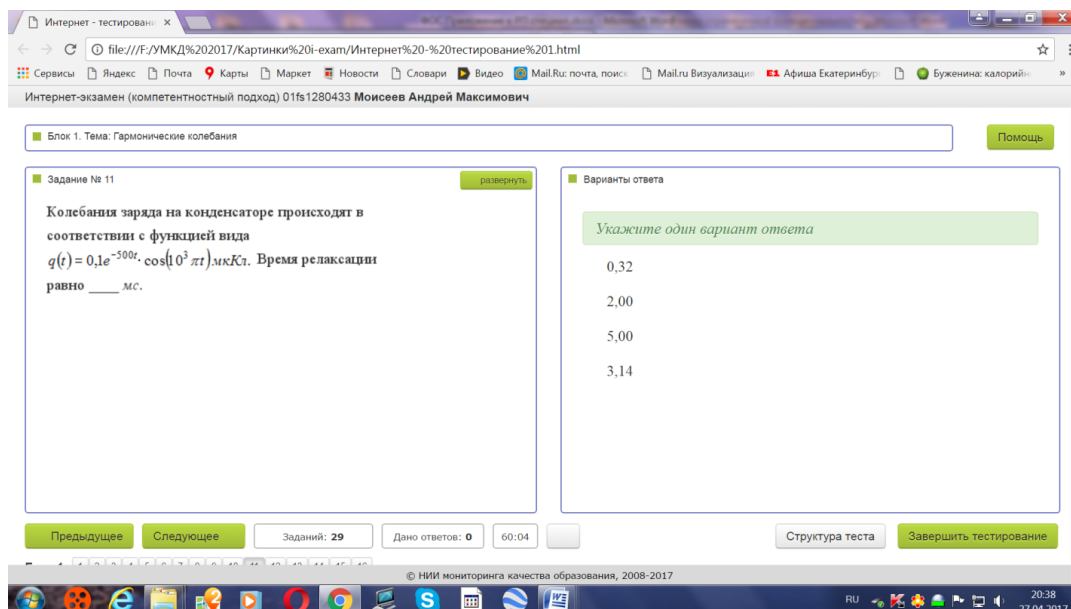 Интернет - тестировани
file:///F:/УМКД%202017/Картинки%20i-exam/Интернет%20-%20тестирование%201.html
Сервисы Яндекс Почта Карты Маркет Новости Словари Видео Mail.Ru: почта, поиск Mail.ru Визуализация E1 Афиша Екатеринбург Буженина: калорийн »
Интернет-экзамен (компетентностный подход) 01fs1280433 Моисеев Андрей Максимович
Блок 1. Тема: Гармонические колебания
Помощь
Задание № 11
развернуть
Колебания заряда на конденсаторе происходят в
соответствии с функцией вида
q(t) = 0,1e^{-500t} · cos(10^3 πt) мкКл. Время релаксации
равно ____ мс.
Варианты ответа
Укажите один вариант ответа
0,32
2,00
5,00
3,14
Предыдущее Следующее Заданий: 29 Дано ответов: 0 60:04 Структура теста Завершить тестирование
© НИИ мониторинга качества образования, 2008-2017
RU 20:38
27.04.2017